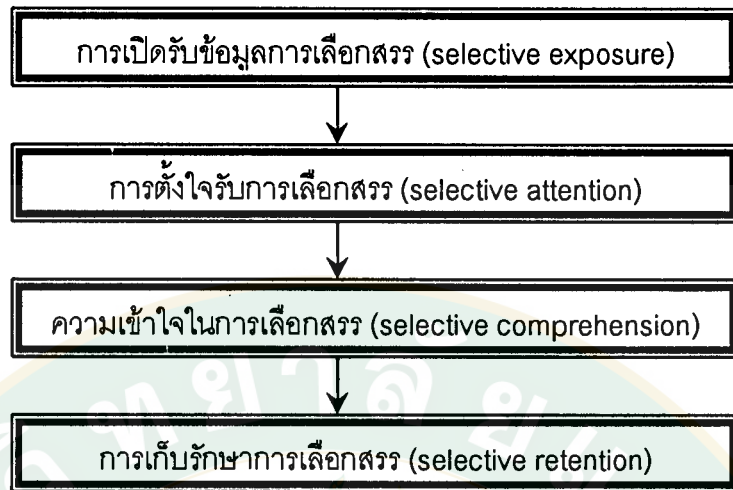 การเปิดรับข้อมูลการเลือกสรร (selective exposure)
การตั้งใจรับการเลือกสรร (selective attention)
ความเข้าใจในการเลือกสรร (selective comprehension)
การเก็บรักษาการเลือกสรร (selective retention)